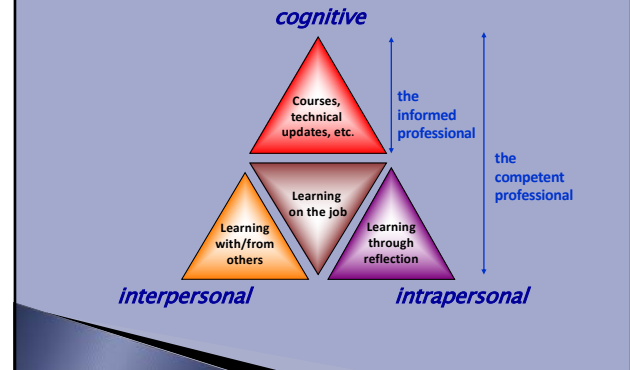 cognitive
Courses,
technical
updates, etc.
the
informed
professional
the
competent
professional
Learning
on the job
Learning
with/from
others
Learning
through
reflection
interpersonal
intrapersonal